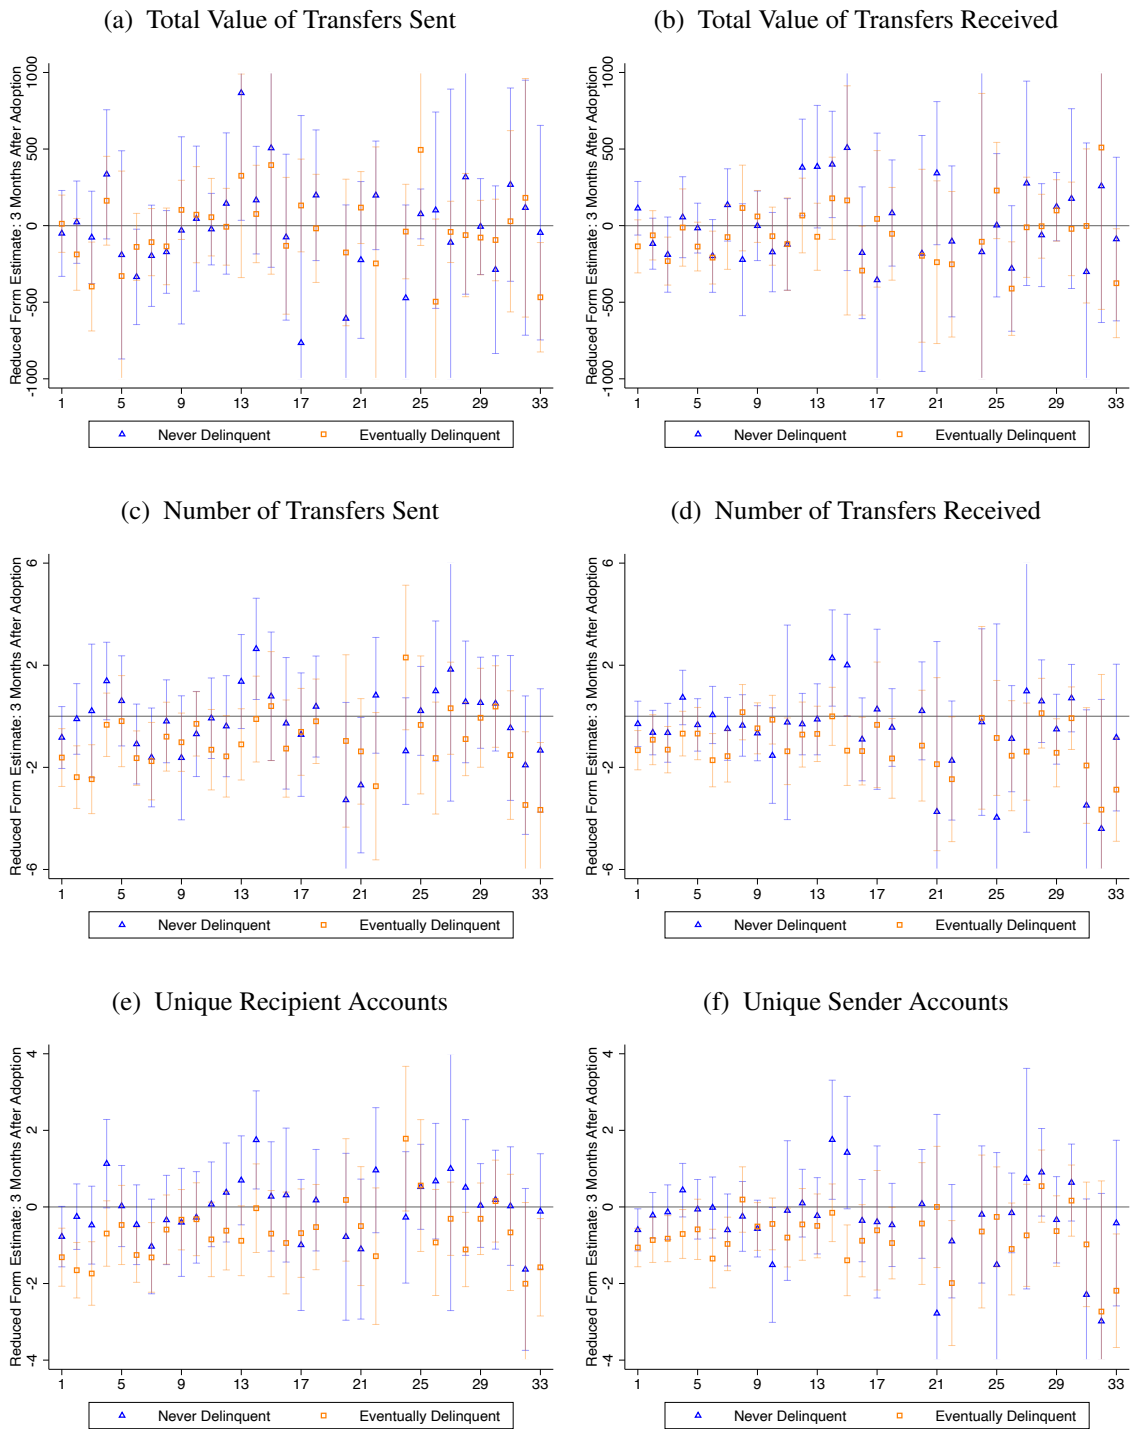 (a) Total Value of Transfers Sent
(b) Total Value of Transfers Received
Reduced Form Estimate: 3 Months After Adoption
1000
500
0
-500
-1000
1 5 9 13 17 21 25 29 33
Never Delinquent Eventually Delinquent
Reduced Form Estimate: 3 Months After Adoption
1000
500
0
-500
-1000
1 5 9 13 17 21 25 29 33
Never Delinquent Eventually Delinquent
(c) Number of Transfers Sent
(d) Number of Transfers Received
Reduced Form Estimate: 3 Months After Adoption
6
2
-2
-6
1 5 9 13 17 21 25 29 33
Never Delinquent Eventually Delinquent
Reduced Form Estimate: 3 Months After Adoption
6
2
-2
-6
1 5 9 13 17 21 25 29 33
Never Delinquent Eventually Delinquent
(e) Unique Recipient Accounts
(f) Unique Sender Accounts
Reduced Form Estimate: 3 Months After Adoption
4
2
0
-2
-4
1 5 9 13 17 21 25 29 33
Never Delinquent Eventually Delinquent
Reduced Form Estimate: 3 Months After Adoption
4
2
0
-2
-4
1 5 9 13 17 21 25 29 33
Never Delinquent Eventually Delinquent